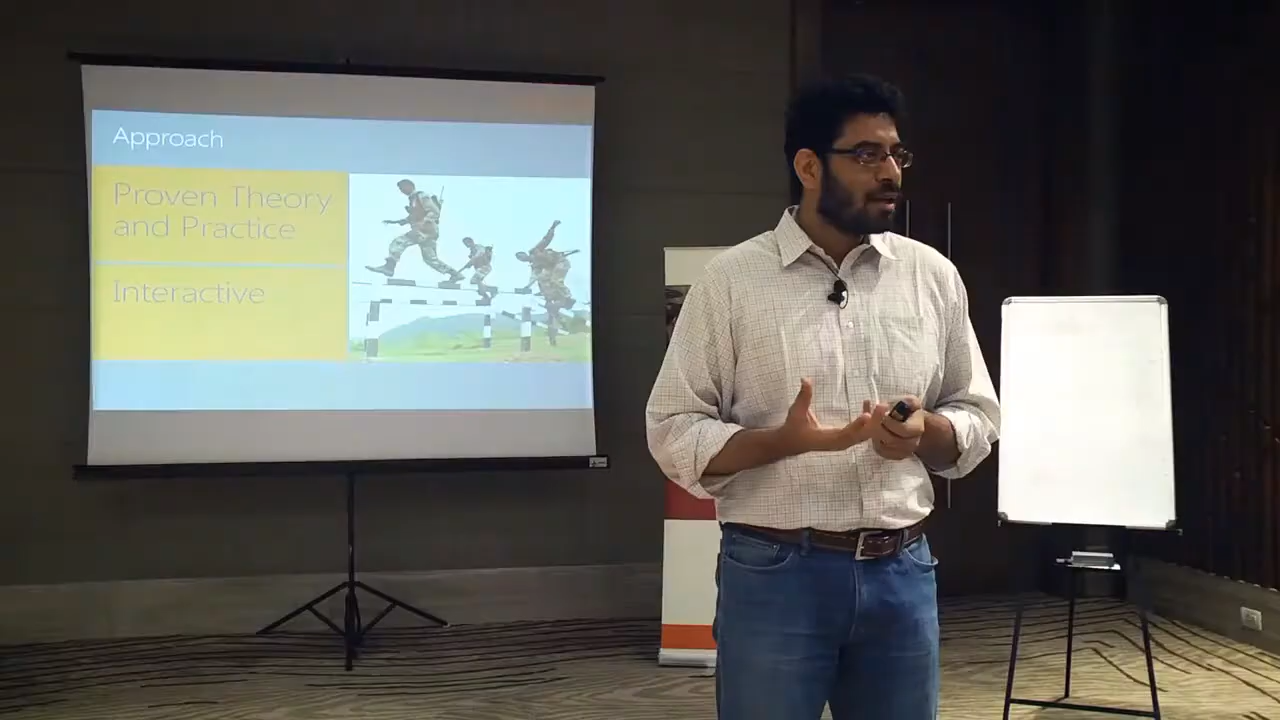 Approach
Proven Theory
and Practice
Interactive